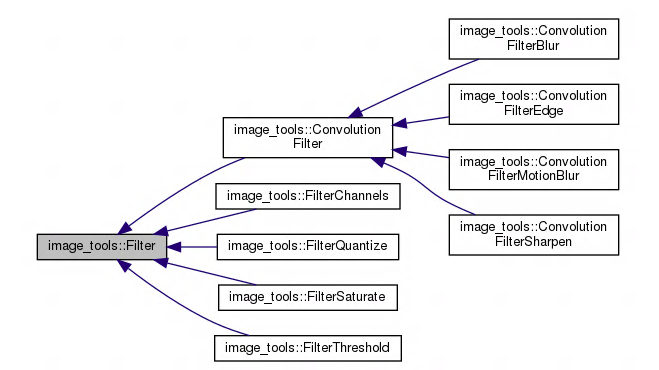 image_tools::Convolution
FilterBlur
image_tools::Convolution
FilterEdge
image_tools::Convolution
Filter
image_tools::Convolution
FilterMotionBlur
image_tools::FilterChannels
image_tools::Convolution
FilterSharpen
image_tools::Filter
image_tools::FilterQuantize
image_tools::FilterSaturate
image_tools::FilterThreshold